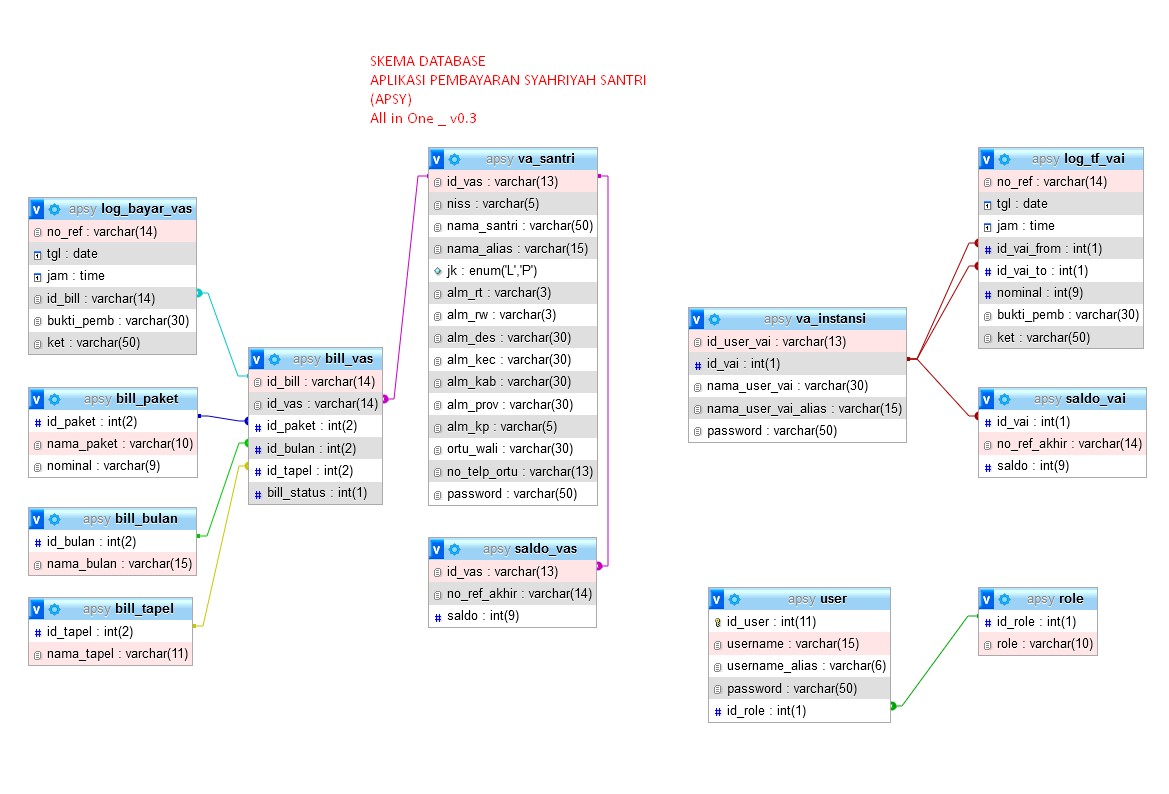 SKEMA DATABASE
APLIKASI PEMBAYARAN SYAHRIYAH SANTRI
(APSY)
All in One _ v0.3
v apsy log_bayar_vas
no_ref : varchar(14)
tgl : date
jam : time
id_bill : varchar(14)
bukti_pemb : varchar(30)
ket : varchar(50)
v apsy bill_paket
# id_paket : int(2)
nama_paket : varchar(10)
nominal : varchar(9)
v apsy bill_bulan
# id_bulan : int(2)
nama_bulan : varchar(15)
v apsy bill_tapel
# id_tapel : int(2)
nama_tapel : varchar(11)
v apsy bill_vas
id_bill : varchar(14)
id_vas : varchar(14)
# id_paket : int(2)
# id_bulan : int(2)
# id_tapel : int(2)
# bill_status : int(1)
v apsy va_santri
id_vas : varchar(13)
niss : varchar(5)
nama_santri : varchar(50)
nama_alias : varchar(15)
jk : enum('L','P')
alm_rt : varchar(3)
alm_rw : varchar(3)
alm_des : varchar(30)
alm_kec : varchar(30)
alm_kab : varchar(30)
alm_prov : varchar(30)
alm_kp : varchar(5)
ortu_wali : varchar(30)
no_telp_ortu : varchar(13)
password : varchar(50)
v apsy saldo_vas
id_vas : varchar(13)
no_ref_akhir : varchar(14)
# saldo : int(9)
v apsy va_instansi
id_user_vai : varchar(13)
# id_vai : int(1)
nama_user_vai : varchar(30)
nama_user_vai_alias : varchar(15)
password : varchar(50)
v apsy log_tf_vai
no_ref : varchar(14)
tgl : date
jam : time
# id_vai_from : int(1)
# id_vai_to : int(1)
# nominal : int(9)
bukti_pemb : varchar(30)
ket : varchar(50)
v apsy saldo_vai
# id_vai : int(1)
no_ref_akhir : varchar(14)
# saldo : int(9)
v apsy user
id_user : int(11)
username : varchar(15)
username_alias : varchar(6)
password : varchar(50)
# id_role : int(1)
v apsy role
# id_role : int(1)
role : varchar(10)